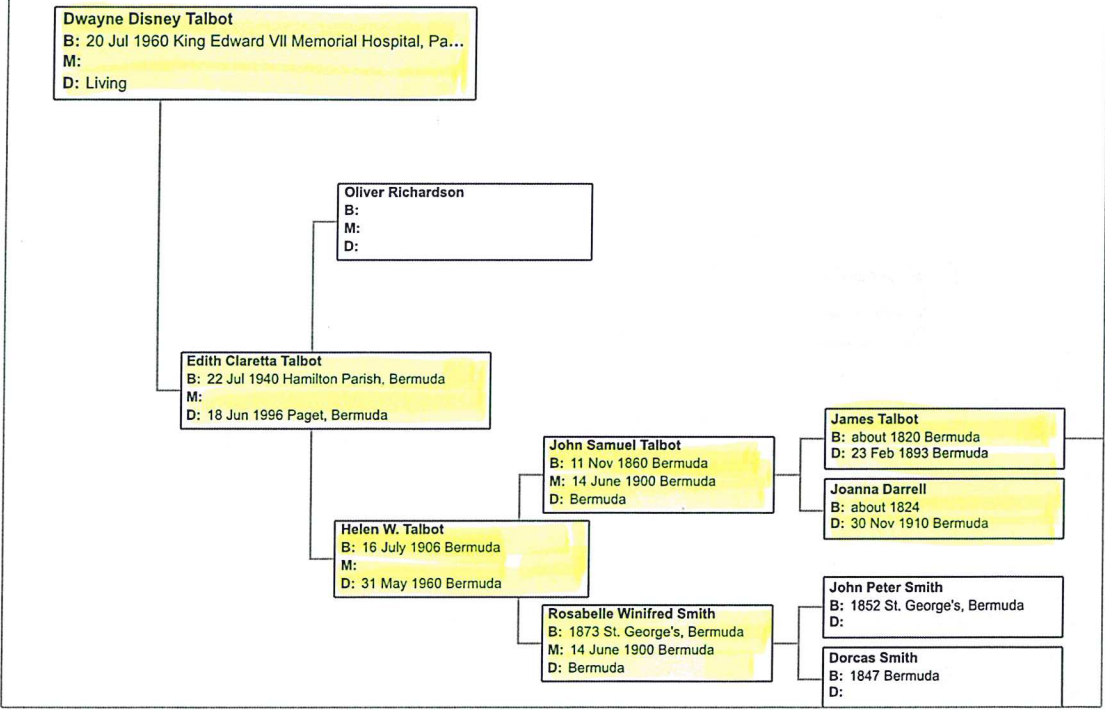 Dwayne Disney Talbot
B: 20 Jul 1960 King Edward VII Memorial Hospital, Pa...
M:
D: Living
Oliver Richardson
B:
M:
D:
Edith Claretta Talbot
B: 22 Jul 1940 Hamilton Parish, Bermuda
M:
D: 18 Jun 1996 Paget, Bermuda
James Talbot
B: about 1820 Bermuda
D: 23 Feb 1893 Bermuda
John Samuel Talbot
B: 11 Nov 1860 Bermuda
M: 14 June 1900 Bermuda
D: Bermuda
Joanna Darrell
B: about 1824
D: 30 Nov 1910 Bermuda
Helen W. Talbot
B: 16 July 1906 Bermuda
M:
D: 31 May 1960 Bermuda
John Peter Smith
B: 1852 St. George's, Bermuda
D:
Rosabelle Winifred Smith
B: 1873 St. George's, Bermuda
M: 14 June 1900 Bermuda
D: Bermuda
Dorcas Smith
B: 1847 Bermuda
D: